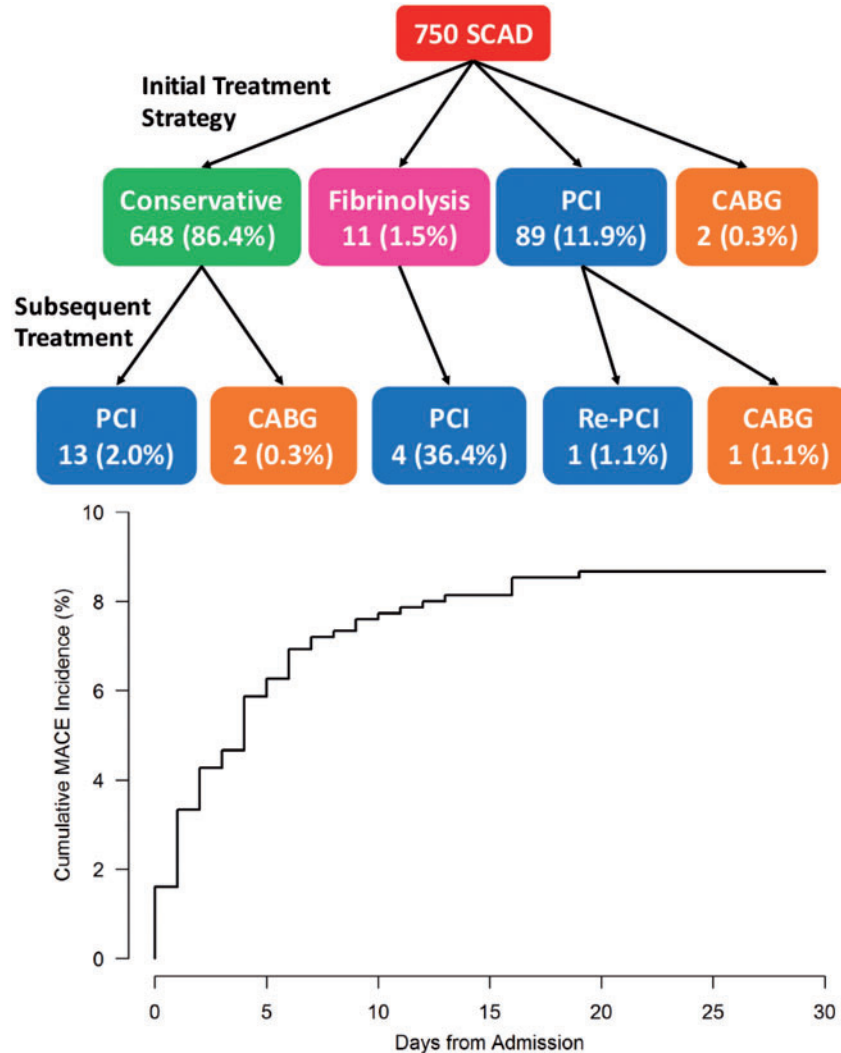 750 SCAD
Initial Treatment
Strategy
Conservative
648 (86.4%)
Fibrinolysis
11 (1.5%)
PCI
89 (11.9%)
CABG
2 (0.3%)
Subsequent
Treatment
PCI
13 (2.0%)
CABG
2 (0.3%)
PCI
4 (36.4%)
Re-PCI
1 (1.1%)
CABG
1 (1.1%)
Cumulative MACE Incidence (%)
10
8
6
4
2
0
0 5 10 15 20 25 30
Days from Admission